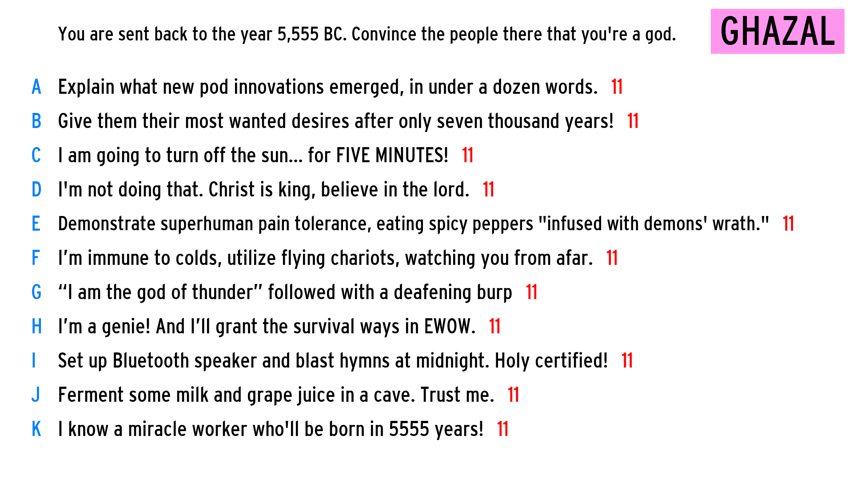 You are sent back to the year 5,555 BC. Convince the people there that you're a god.
GHAZAL
A Explain what new pod innovations emerged, in under a dozen words. 11
B Give them their most wanted desires after only seven thousand years! 11
C I am going to turn off the sun... for FIVE MINUTES! 11
D I'm not doing that. Christ is king, believe in the lord. 11
E Demonstrate superhuman pain tolerance, eating spicy peppers "infused with demons' wrath." 11
F I’m immune to colds, utilize flying chariots, watching you from afar. 11
G “I am the god of thunder” followed with a deafening burp 11
H I’m a genie! And I’ll grant the survival ways in EWOW. 11
I Set up Bluetooth speaker and blast hymns at midnight. Holy certified! 11
J Ferment some milk and grape juice in a cave. Trust me. 11
K I know a miracle worker who'll be born in 5555 years! 11